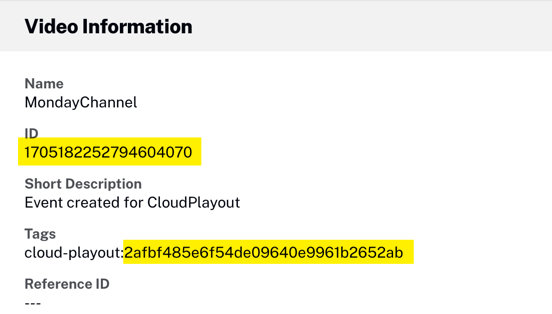 Video Information
Name
MondayChannel
ID
1705182252794604070
Short Description
Event created for CloudPlayout
Tags
cloud-playout:2afbf485e6f54de09640e9961b2652ab
Reference ID
---